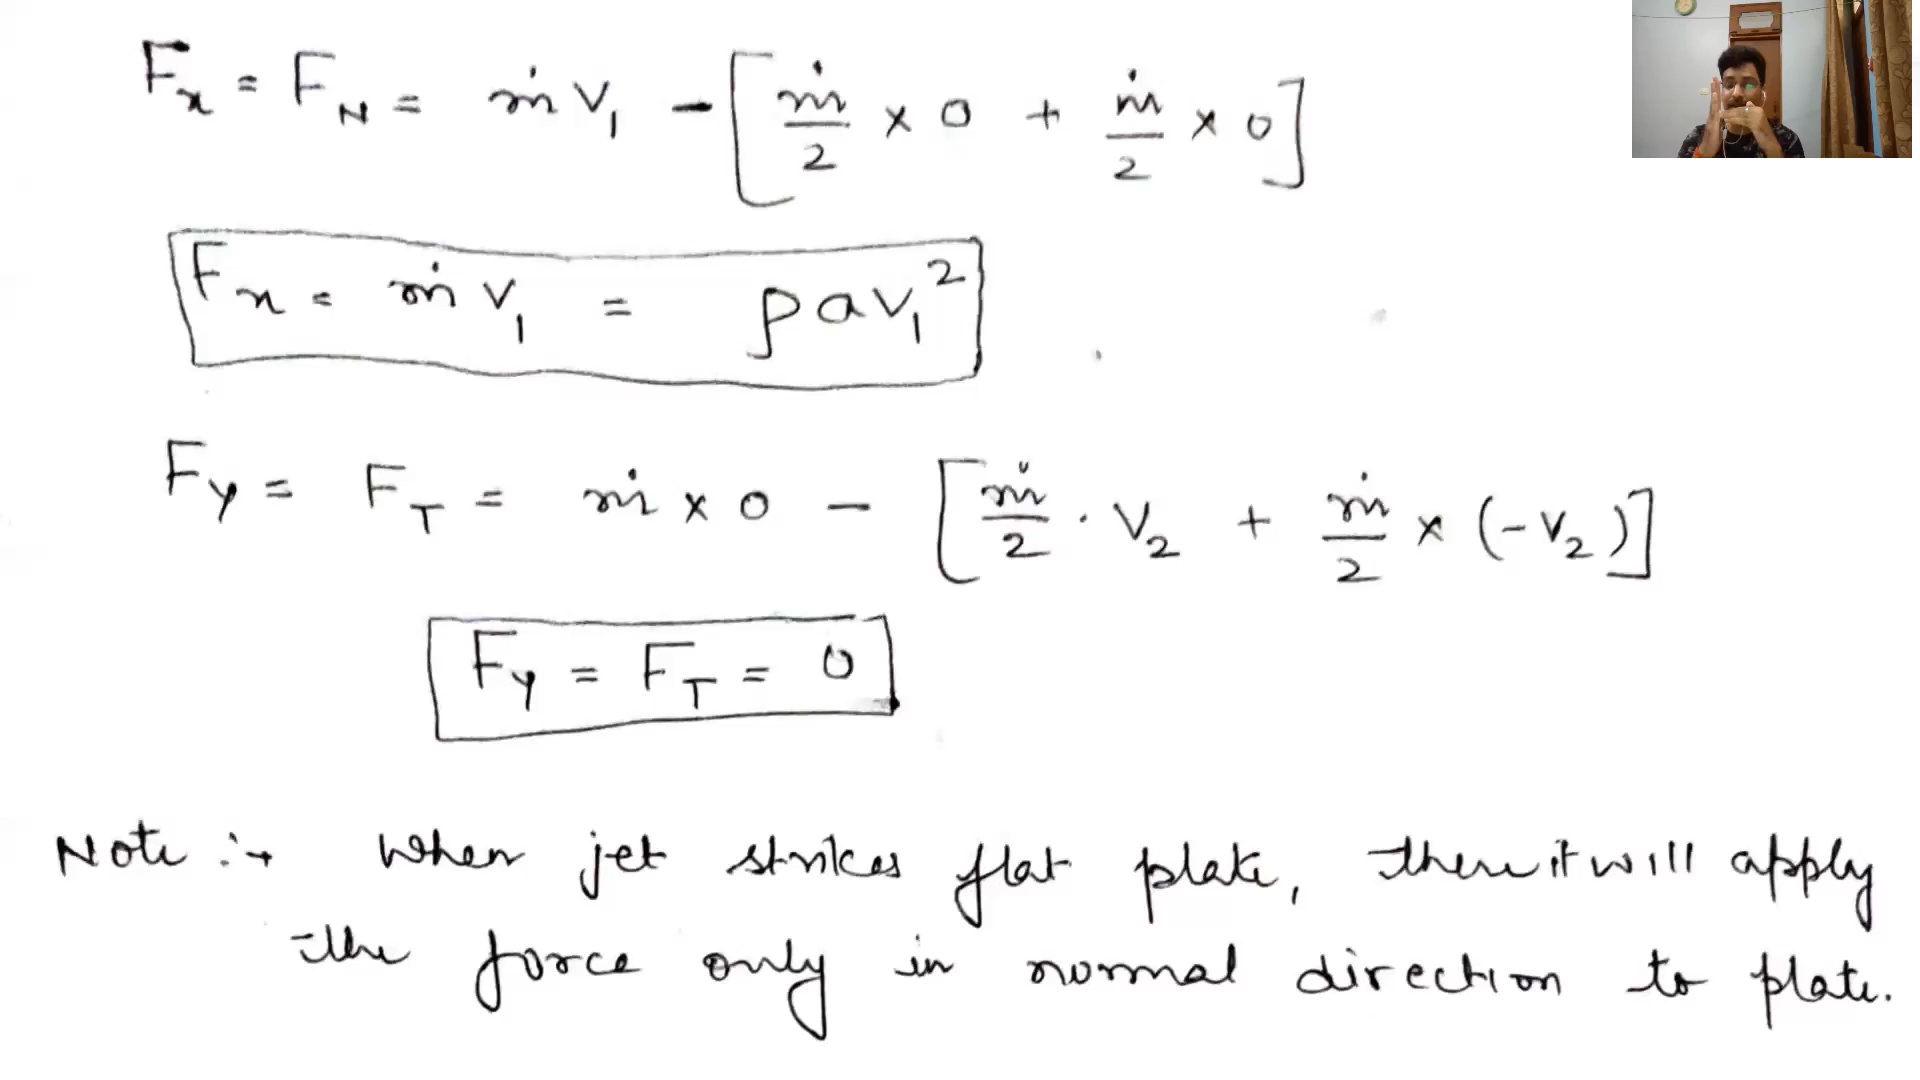 Fx = FN = ṁ V₁ - [ṁ/2 × 0 + ṁ/2 × 0]
Fx = ṁ V₁ = ρ a V₁²
Fy = FT = ṁ × 0 - [ṁ/2 · V₂ + ṁ/2 × (-V₂)]
Fy = FT = 0
Note :→ When jet strikes flat plate, then it will apply
the force only in normal direction to plate.